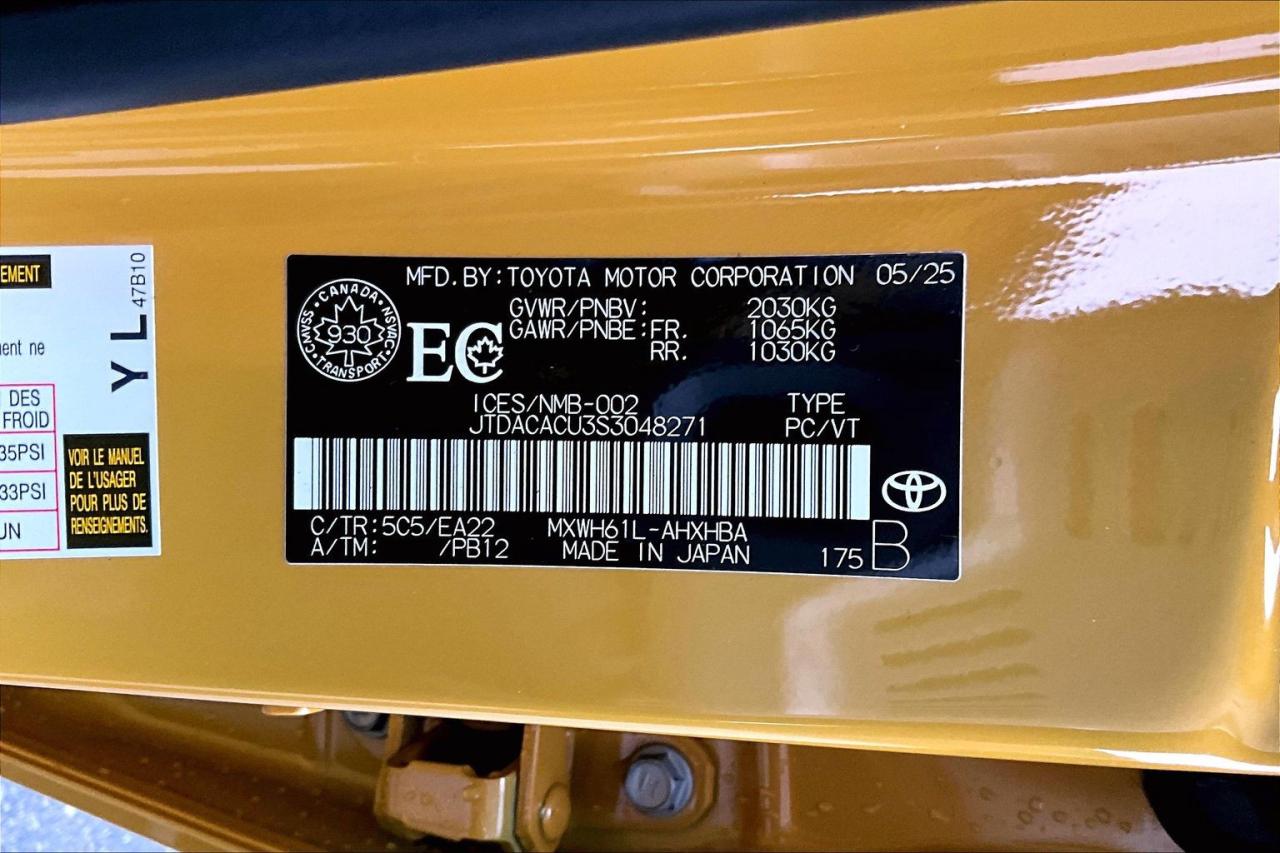 EMENT
ment ne
DES
FROID
35PSI
33PSI
UN
YL 47B10
VOIR LE MANUEL
DE L'USAGER
POUR PLUS DE
RENSEIGNEMENTS.
MFD. BY: TOYOTA MOTOR CORPORATION 05/25
CANADA
CMVSS 930 NSVAC
TRANSPORT
EC
GVWR/PNBV: 2030KG
GAWR/PNBE: FR. 1065KG
RR. 1030KG
ICES/NMB-002 TYPE
JTDACACU3S3048271 PC/VT
C/TR: 5C5/EA22 MXWH61L-AHXHBA
A/TM: /PB12 MADE IN JAPAN 175 B